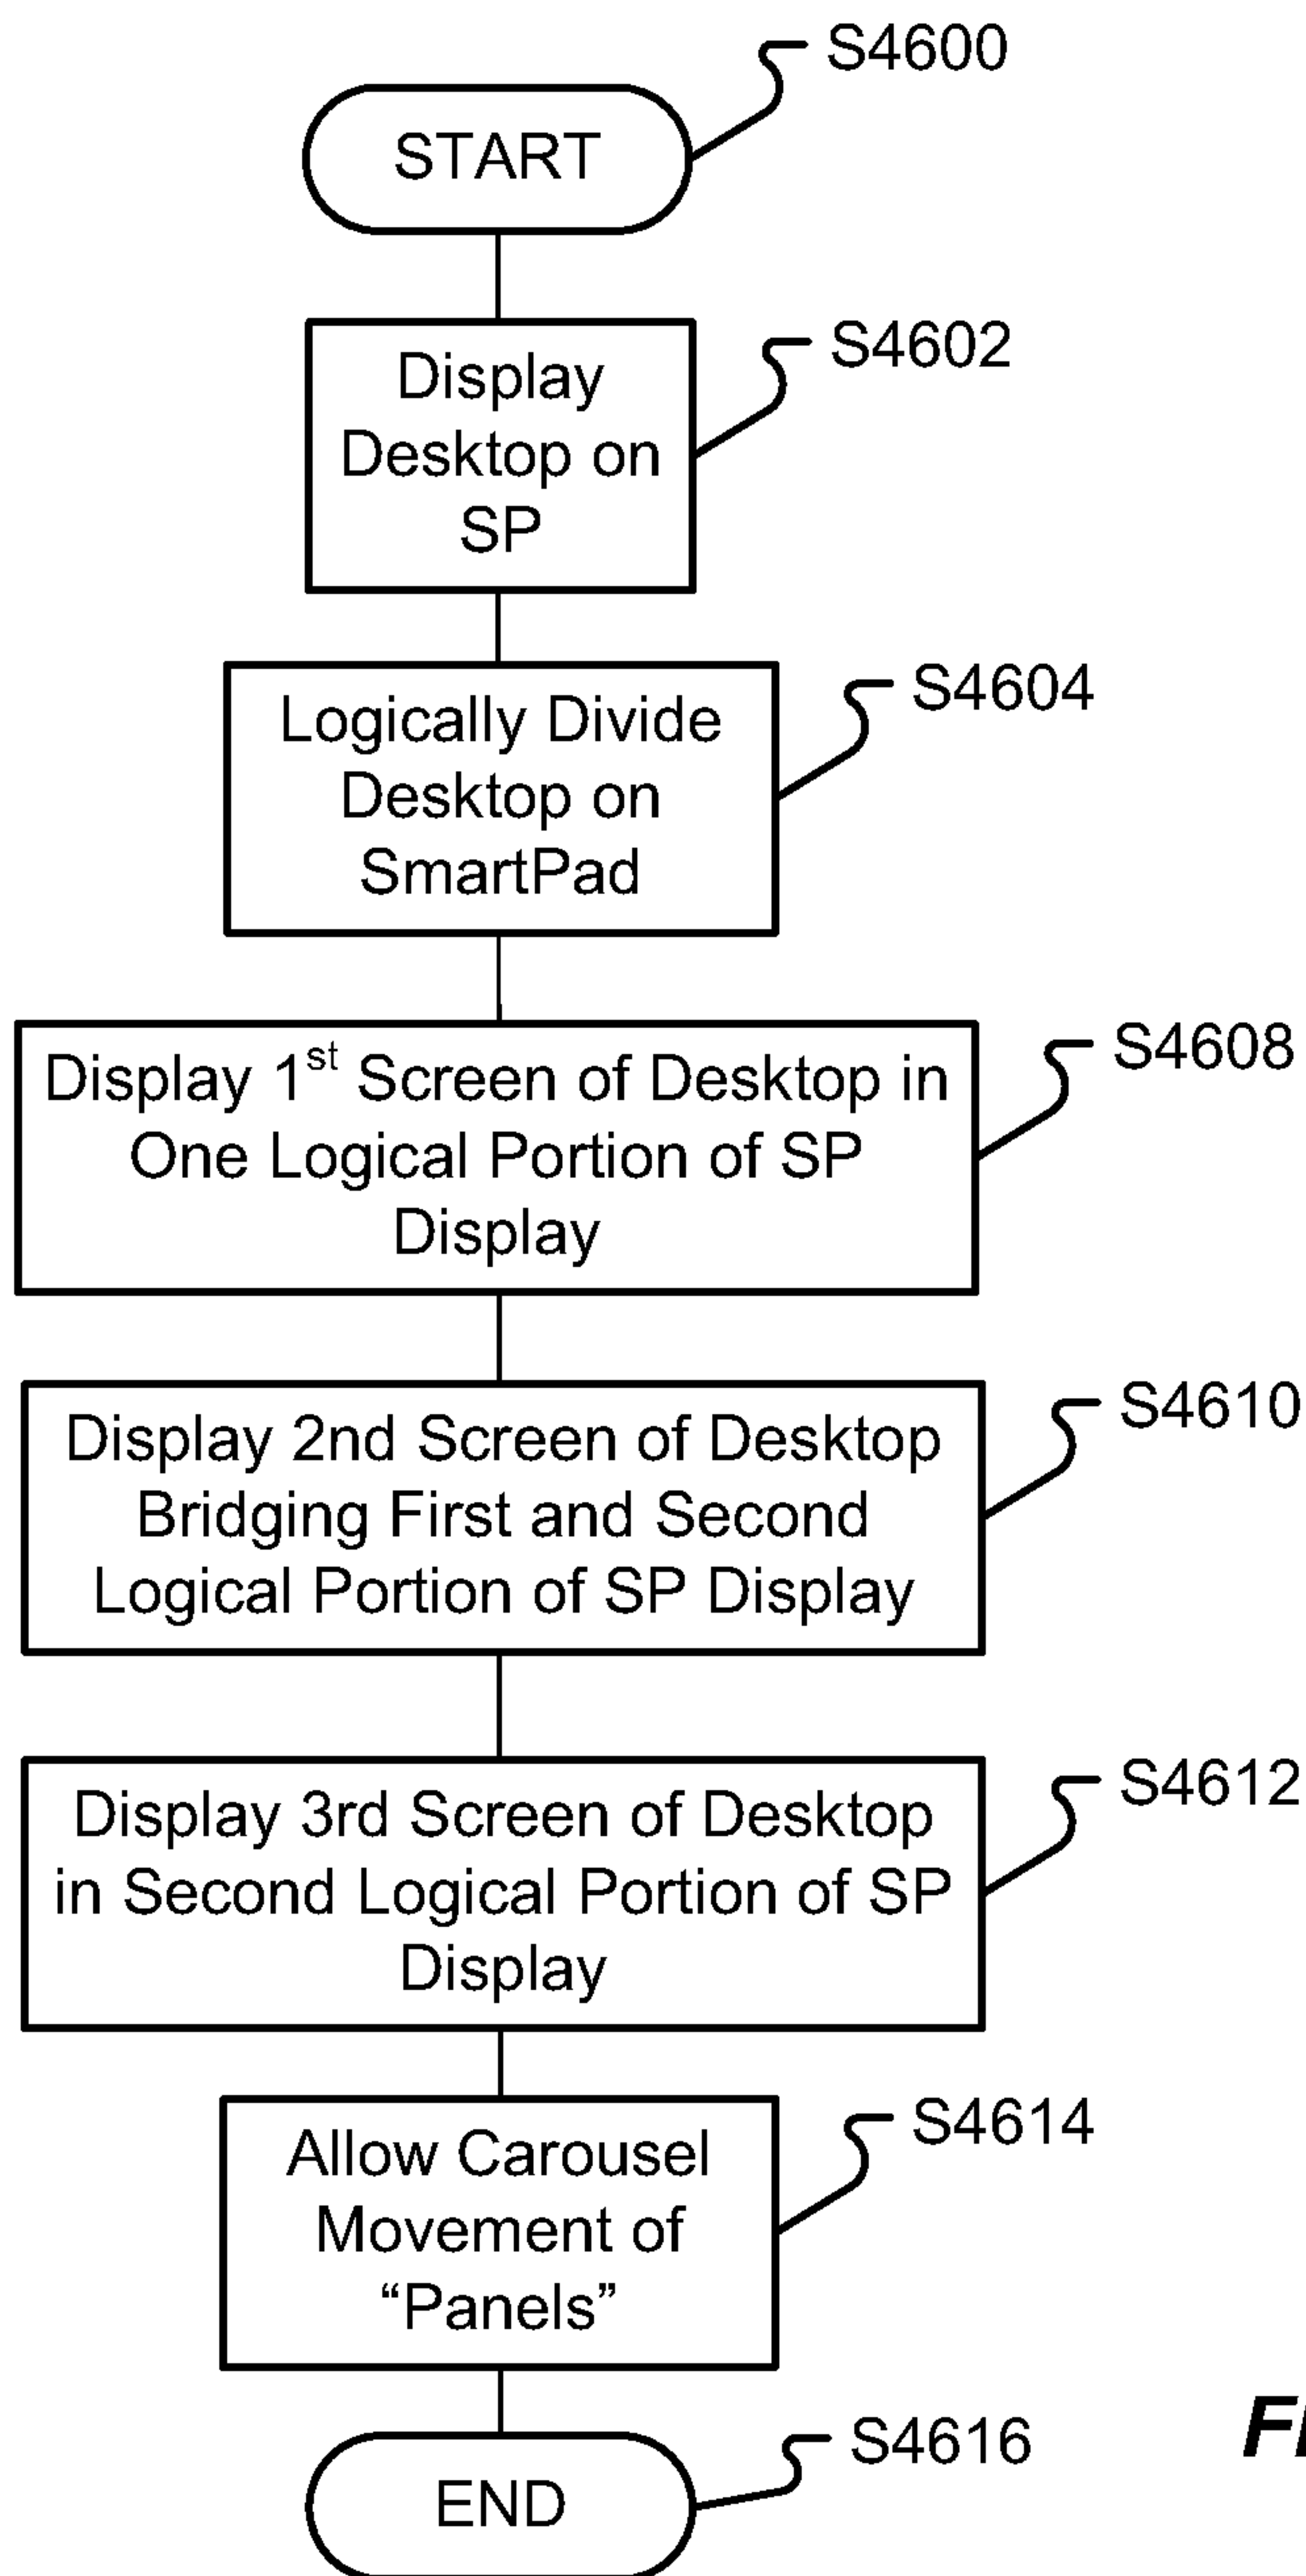 S4600
START
S4602
Display
Desktop on
SP
S4604
Logically Divide
Desktop on
SmartPad
S4608
Display 1st Screen of Desktop in
One Logical Portion of SP
Display
S4610
Display 2nd Screen of Desktop
Bridging First and Second
Logical Portion of SP Display
S4612
Display 3rd Screen of Desktop
in Second Logical Portion of SP
Display
S4614
Allow Carousel
Movement of
“Panels”
S4616
END